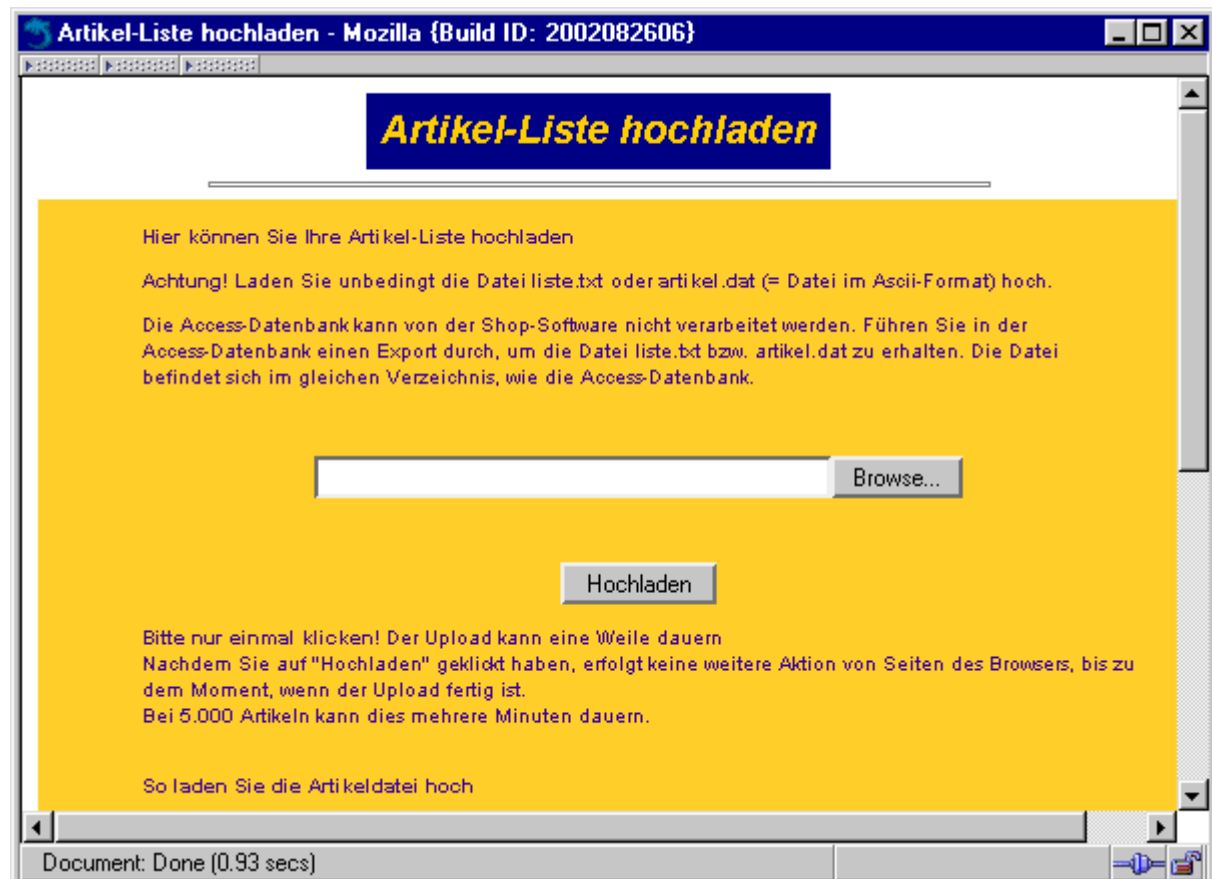 Artikel-Liste hochladen - Mozilla {Build ID: 2002082606}
Artikel-Liste hochladen
Hier können Sie Ihre Artikel-Liste hochladen
Achtung! Laden Sie unbedingt die Datei liste.txt oder artikel.dat (= Datei im Ascii-Format) hoch.
Die Access-Datenbank kann von der Shop-Software nicht verarbeitet werden. Führen Sie in der
Access-Datenbank einen Export durch, um die Datei liste.txt bzw. artikel.dat zu erhalten. Die Datei
befindet sich im gleichen Verzeichnis, wie die Access-Datenbank.
Browse...
Hochladen
Bitte nur einmal klicken! Der Upload kann eine Weile dauern
Nachdem Sie auf "Hochladen" geklickt haben, erfolgt keine weitere Aktion von Seiten des Browsers, bis zu
dem Moment, wenn der Upload fertig ist.
Bei 5.000 Artikeln kann dies mehrere Minuten dauern.
So laden Sie die Artikeldatei hoch
Document: Done (0.93 secs)